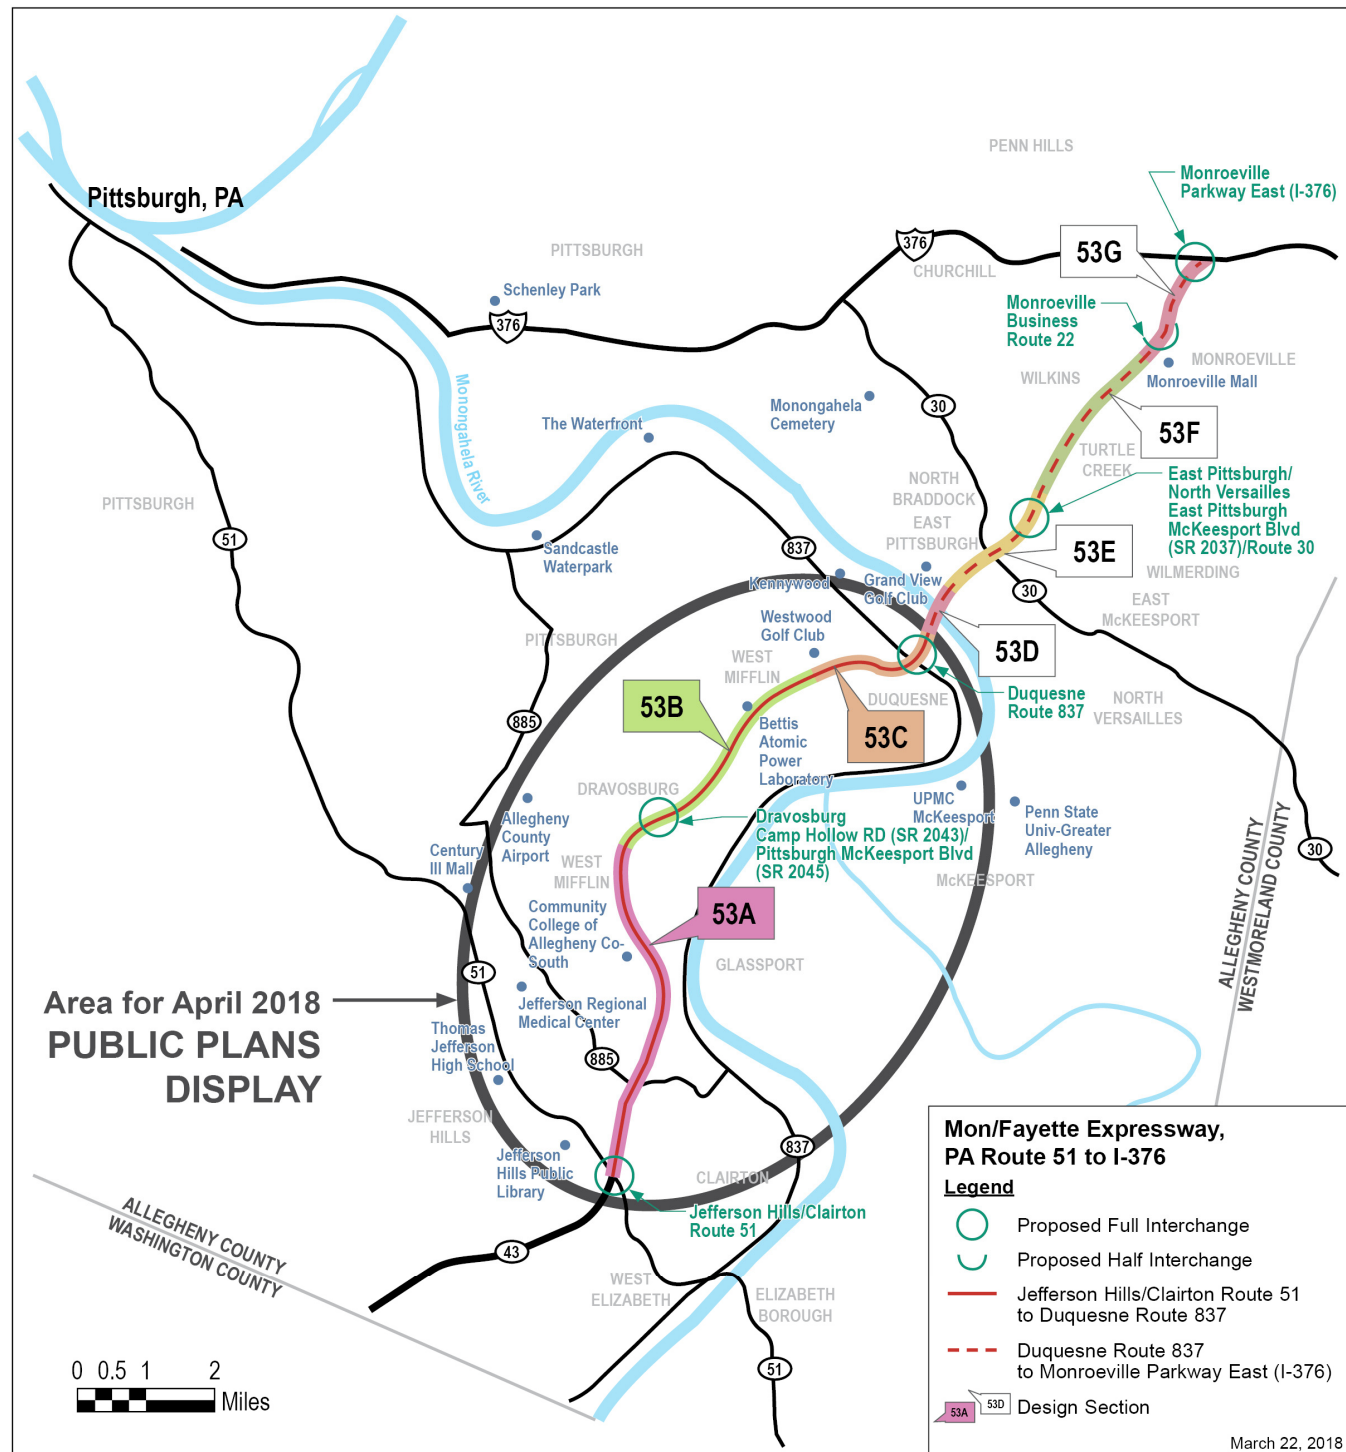 PENN HILLS
Monroeville
Parkway East (I-376)
Pittsburgh, PA
PITTSBURGH
376
53G
CHURCHILL
Schenley Park
376
Monroeville
Business
Route 22
MONROEVILLE
WILKINS
Monroeville Mall
Monongahela River
Monongahela
Cemetery
30
The Waterfront
53F
TURTLE
CREEK
NORTH
BRADDOCK
East Pittsburgh/
North Versailles
East Pittsburgh
McKeesport Blvd
(SR 2037)/Route 30
PITTSBURGH
51
EAST
PITTSBURGH
837
Sandcastle
Waterpark
53E
WILMERDING
Kennywood
Grand View
Golf Club
30
EAST
McKEESPORT
Westwood
Golf Club
PITTSBURGH
53D
WEST
MIFFLIN
DUQUESNE
Duquesne
Route 837
NORTH
VERSAILLES
53B
885
53C
Bettis
Atomic
Power
Laboratory
DRAVOSBURG
Allegheny
County
Airport
UPMC
McKeesport
Penn State
Univ-Greater
Allegheny
Dravosburg
Camp Hollow RD (SR 2043)/
Pittsburgh McKeesport Blvd
(SR 2045)
30
Century
III Mall
WEST
MIFFLIN
McKEESPORT
53A
Community
College of
Allegheny Co-
South
ALLEGHENY COUNTY
WESTMORELAND COUNTY
51
GLASSPORT
Area for April 2018
PUBLIC PLANS
DISPLAY
Jefferson Regional
Medical Center
Thomas
Jefferson
High School
885
JEFFERSON
HILLS
837
Jefferson
Hills Public
Library
CLAIRTON
Jefferson Hills/Clairton
Route 51
ALLEGHENY COUNTY
WASHINGTON COUNTY
43
WEST
ELIZABETH
ELIZABETH
BOROUGH
51
0 0.5 1 2
Miles
Mon/Fayette Expressway,
PA Route 51 to I-376
Legend
Proposed Full Interchange
Proposed Half Interchange
Jefferson Hills/Clairton Route 51
to Duquesne Route 837
Duquesne Route 837
to Monroeville Parkway East (I-376)
53A
53D
Design Section
March 22, 2018